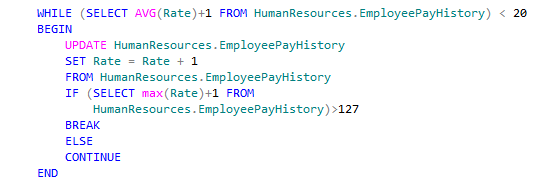 WHILE (SELECT AVG(Rate)+1 FROM HumanResources.EmployeePayHistory) < 20
BEGIN
UPDATE HumanResources.EmployeePayHistory
SET Rate = Rate + 1
FROM HumanResources.EmployeePayHistory
IF (SELECT max(Rate)+1 FROM
HumanResources.EmployeePayHistory)>127
BREAK
ELSE
CONTINUE
END